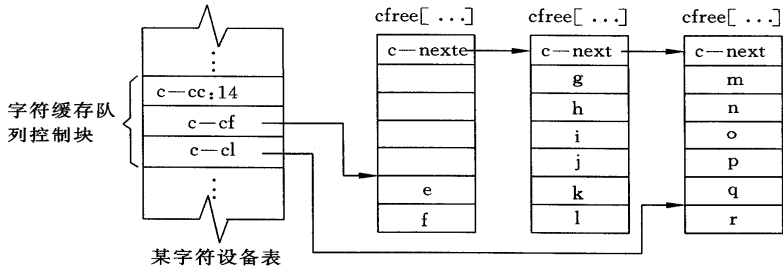 cfree[ ...] cfree[ ...] cfree[ ...]
c—nexte c—next c—next
g m
c—cc:14
h n
字符缓存队
列控制块
c—cf
i o
c—cl
j p
e k q
f l r
某字符设备表